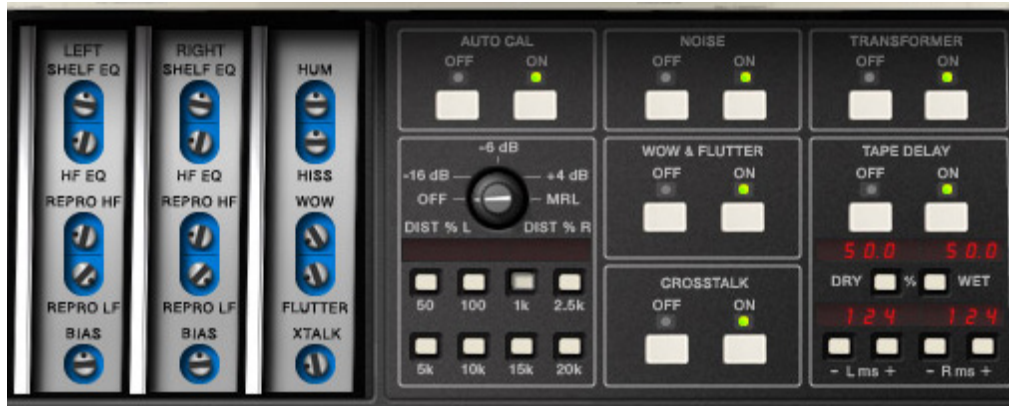 LEFT
SHELF EQ
HF EQ
REPRO HF
REPRO LF
BIAS
RIGHT
SHELF EQ
HF EQ
REPRO HF
REPRO LF
BIAS
HUM
HISS
WOW
FLUTTER
XTALK
AUTO CAL
OFF ON
-6 dB
-16 dB +4 dB
OFF MRL
DIST % L DIST % R
50 100 1k 2.5k
5k 10k 15k 20k
NOISE
OFF ON
WOW & FLUTTER
OFF ON
CROSSTALK
OFF ON
TRANSFORMER
OFF ON
TAPE DELAY
OFF ON
50.0 50.0
DRY % WET
124 124
- L ms + - R ms +